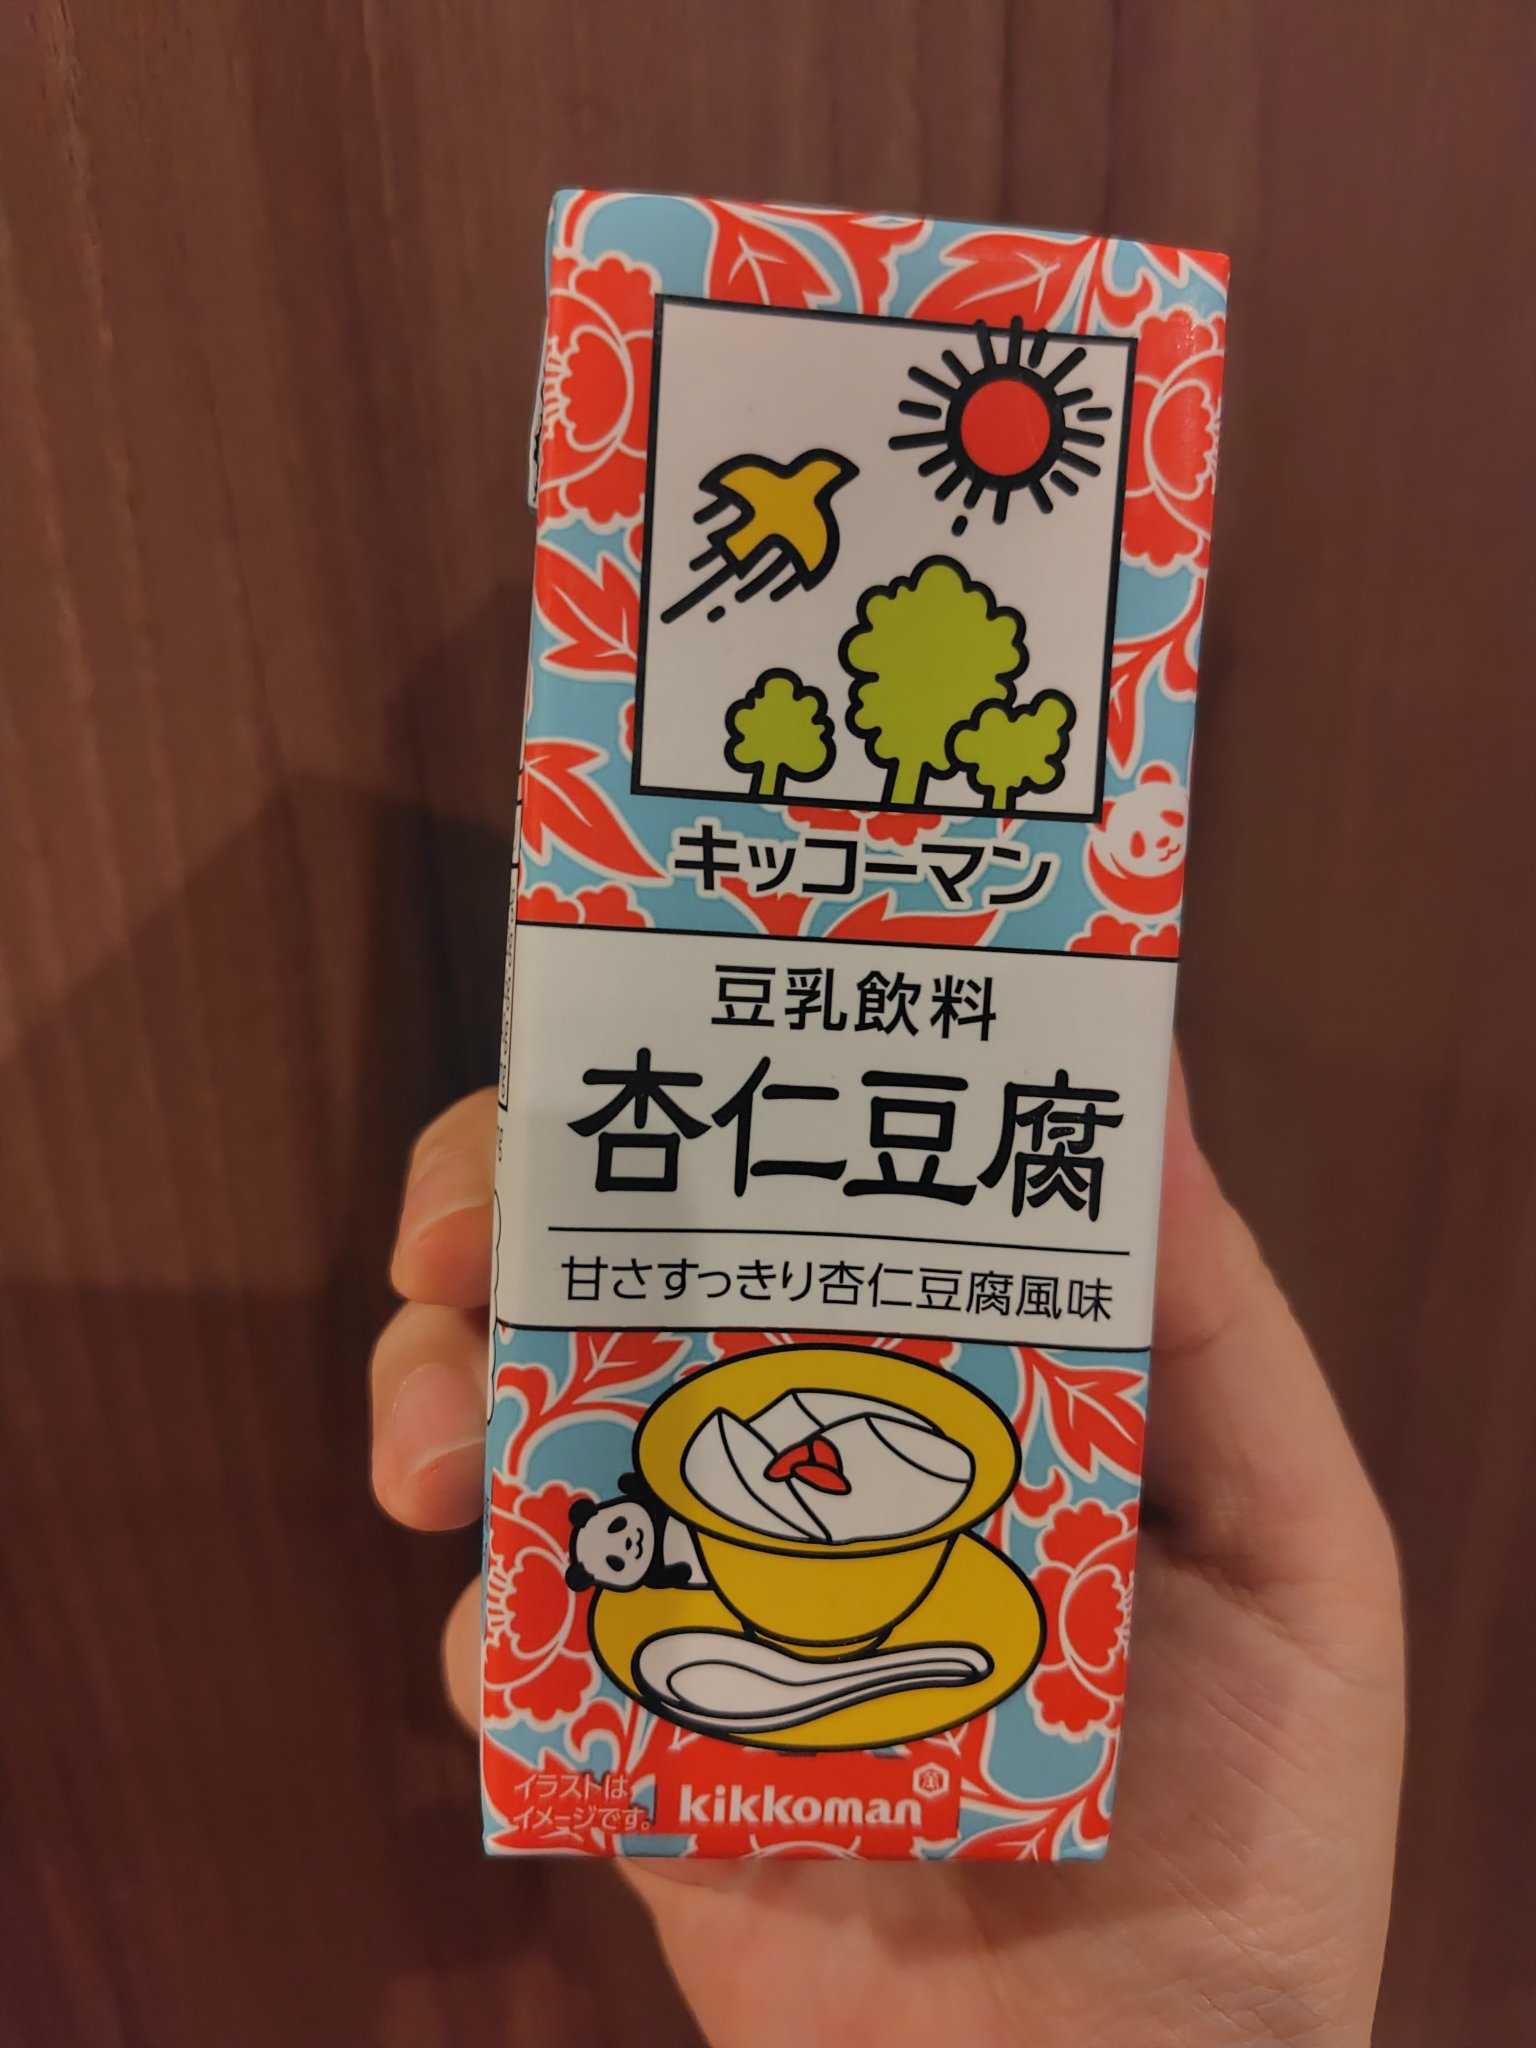 キッコーマン
豆乳飲料
杏仁豆腐
甘さすっきり杏仁豆腐風味
イラストは
イメージです。
kikkoman